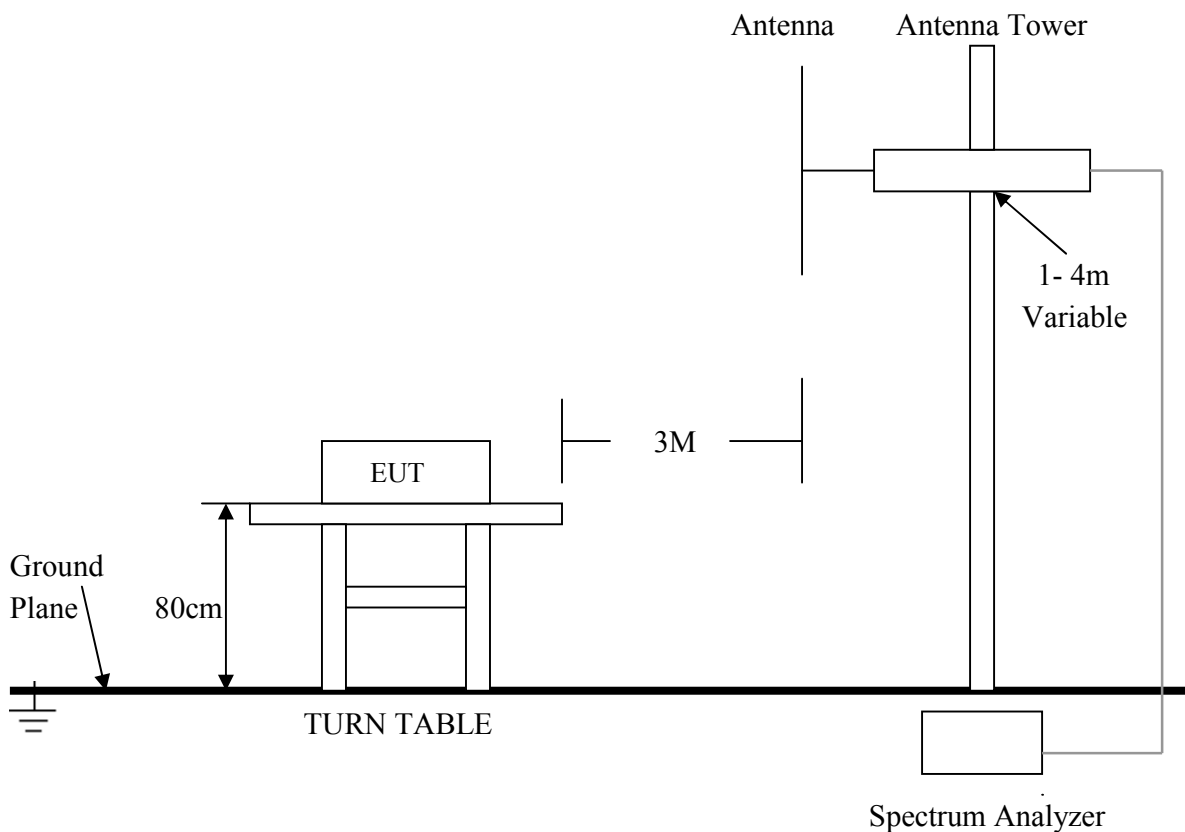 Antenna
Antenna Tower
1- 4m
Variable
3M
EUT
Ground
Plane
80cm
TURN TABLE
Spectrum Analyzer